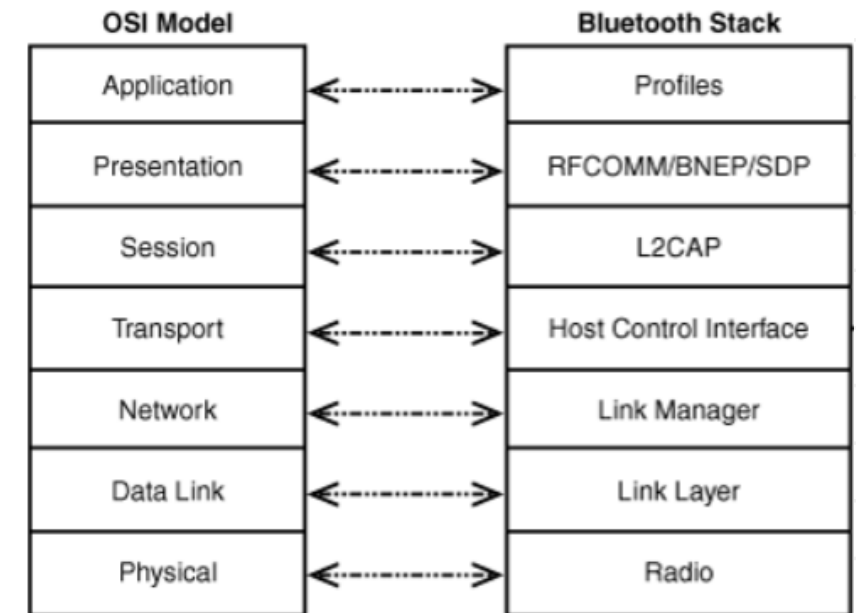 OSI Model
Bluetooth Stack
Application
Profiles
Presentation
RFCOMM/BNEP/SDP
Session
L2CAP
Transport
Host Control Interface
Network
Link Manager
Data Link
Link Layer
Physical
Radio